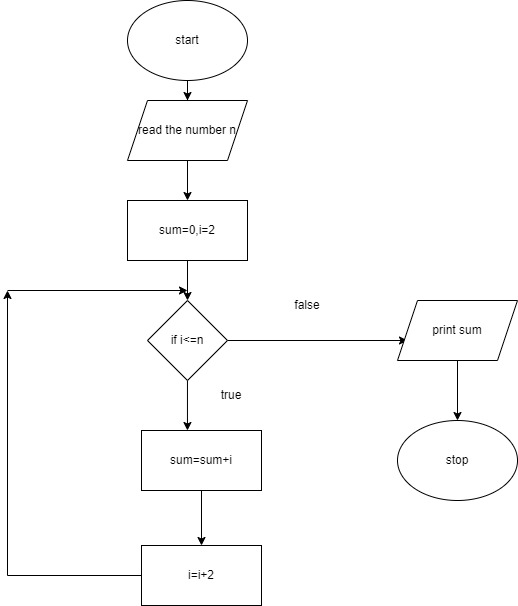 start
read the number n
sum=0,i=2
if i<=n
false
print sum
true
sum=sum+i
stop
i=i+2